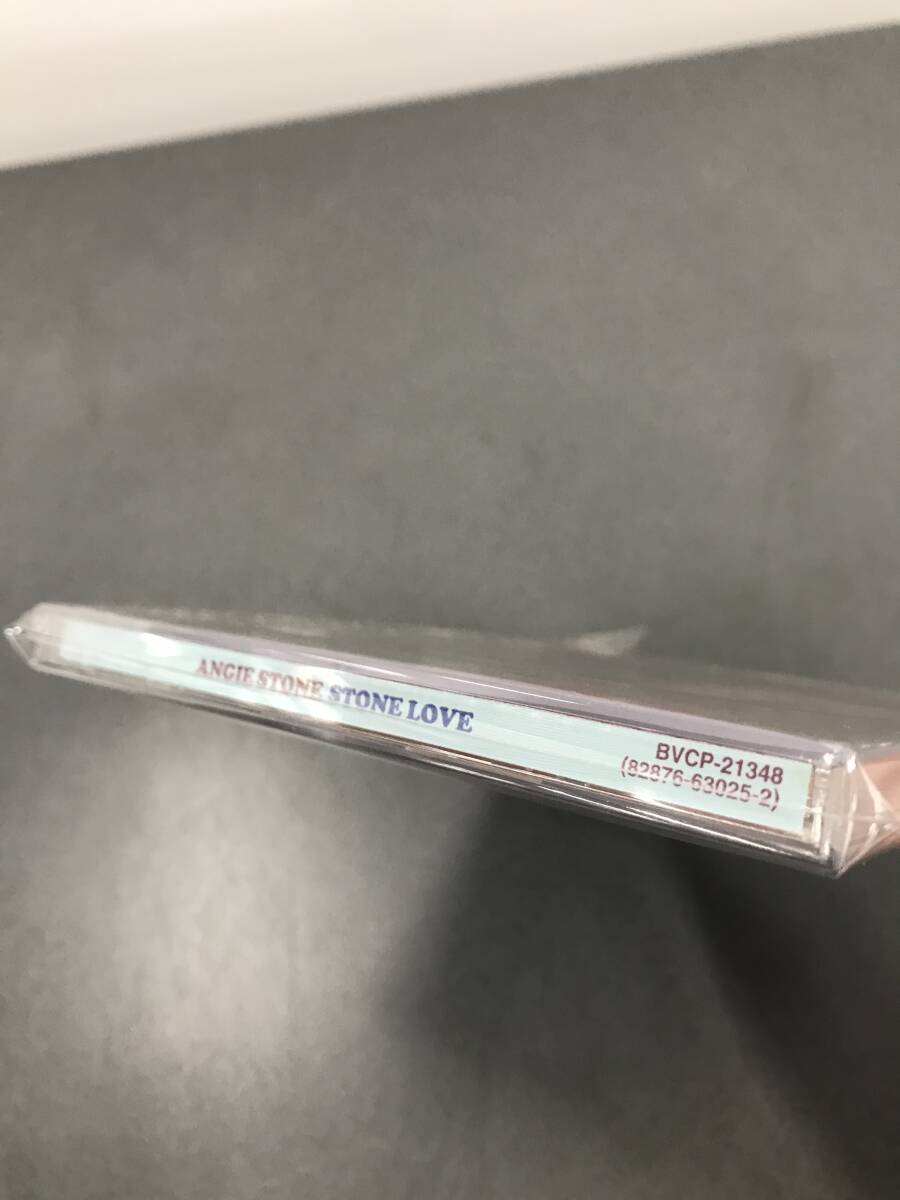 ANGIE STONE STONE LOVE
BVCP-21348
(82876-63025-2)